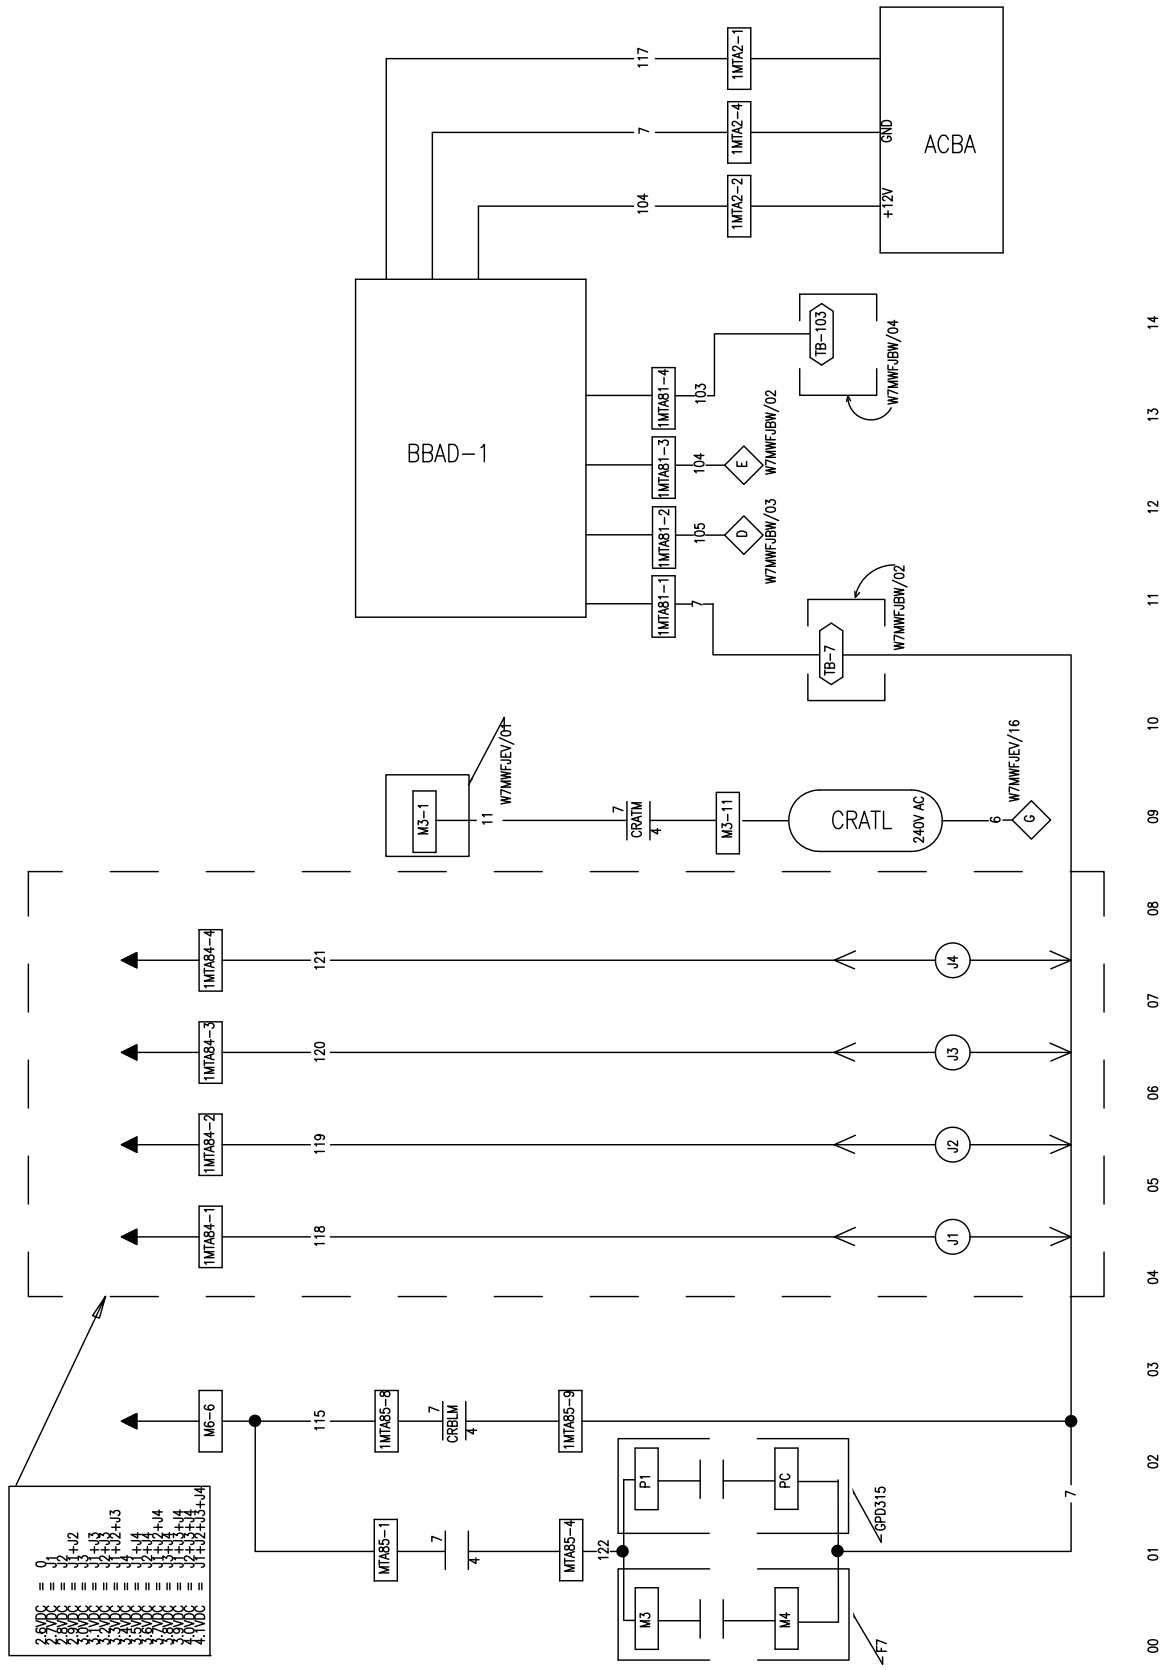 2.6VDC = 0
2.7VDC = J1
2.8VDC = J2
2.9VDC = J1+J2
3.0VDC = J3
3.1VDC = J1+J3
3.2VDC = J2+J3
3.3VDC = J1+J2+J3
3.4VDC = J4
3.5VDC = J1+J4
3.6VDC = J2+J4
3.7VDC = J1+J2+J4
3.8VDC = J3+J4
3.9VDC = J1+J3+J4
4.0VDC = J2+J3+J4
4.1VDC = J1+J2+J3+J4
MTA85-1
7
4
MTA85-4
122
M3
M4
F7
P1
PC
GPD315
7
M6-6
115
1MTA85-8
7
CRBLM
4
1MTA85-9
1MTA84-1
118
J1
1MTA84-2
119
J2
1MTA84-3
120
J3
1MTA84-4
121
J4
M3-1
W7MWFJEV/01
11
7
CRATM
4
M3-11
CRATL
240V AC
6
G
W7MWFJEV/16
BBAD-1
1MTA81-1
7
TB-7
W7MWFJBW/02
1MTA81-2
105
D
W7MWFJBW/03
1MTA81-3
104
E
W7MWFJBW/02
1MTA81-4
103
TB-103
W7MWFJBW/04
104
1MTA2-2
+12V
7
1MTA2-4
GND
117
1MTA2-1
ACBA
00
01
02
03
04
05
06
07
08
09
10
11
12
13
14